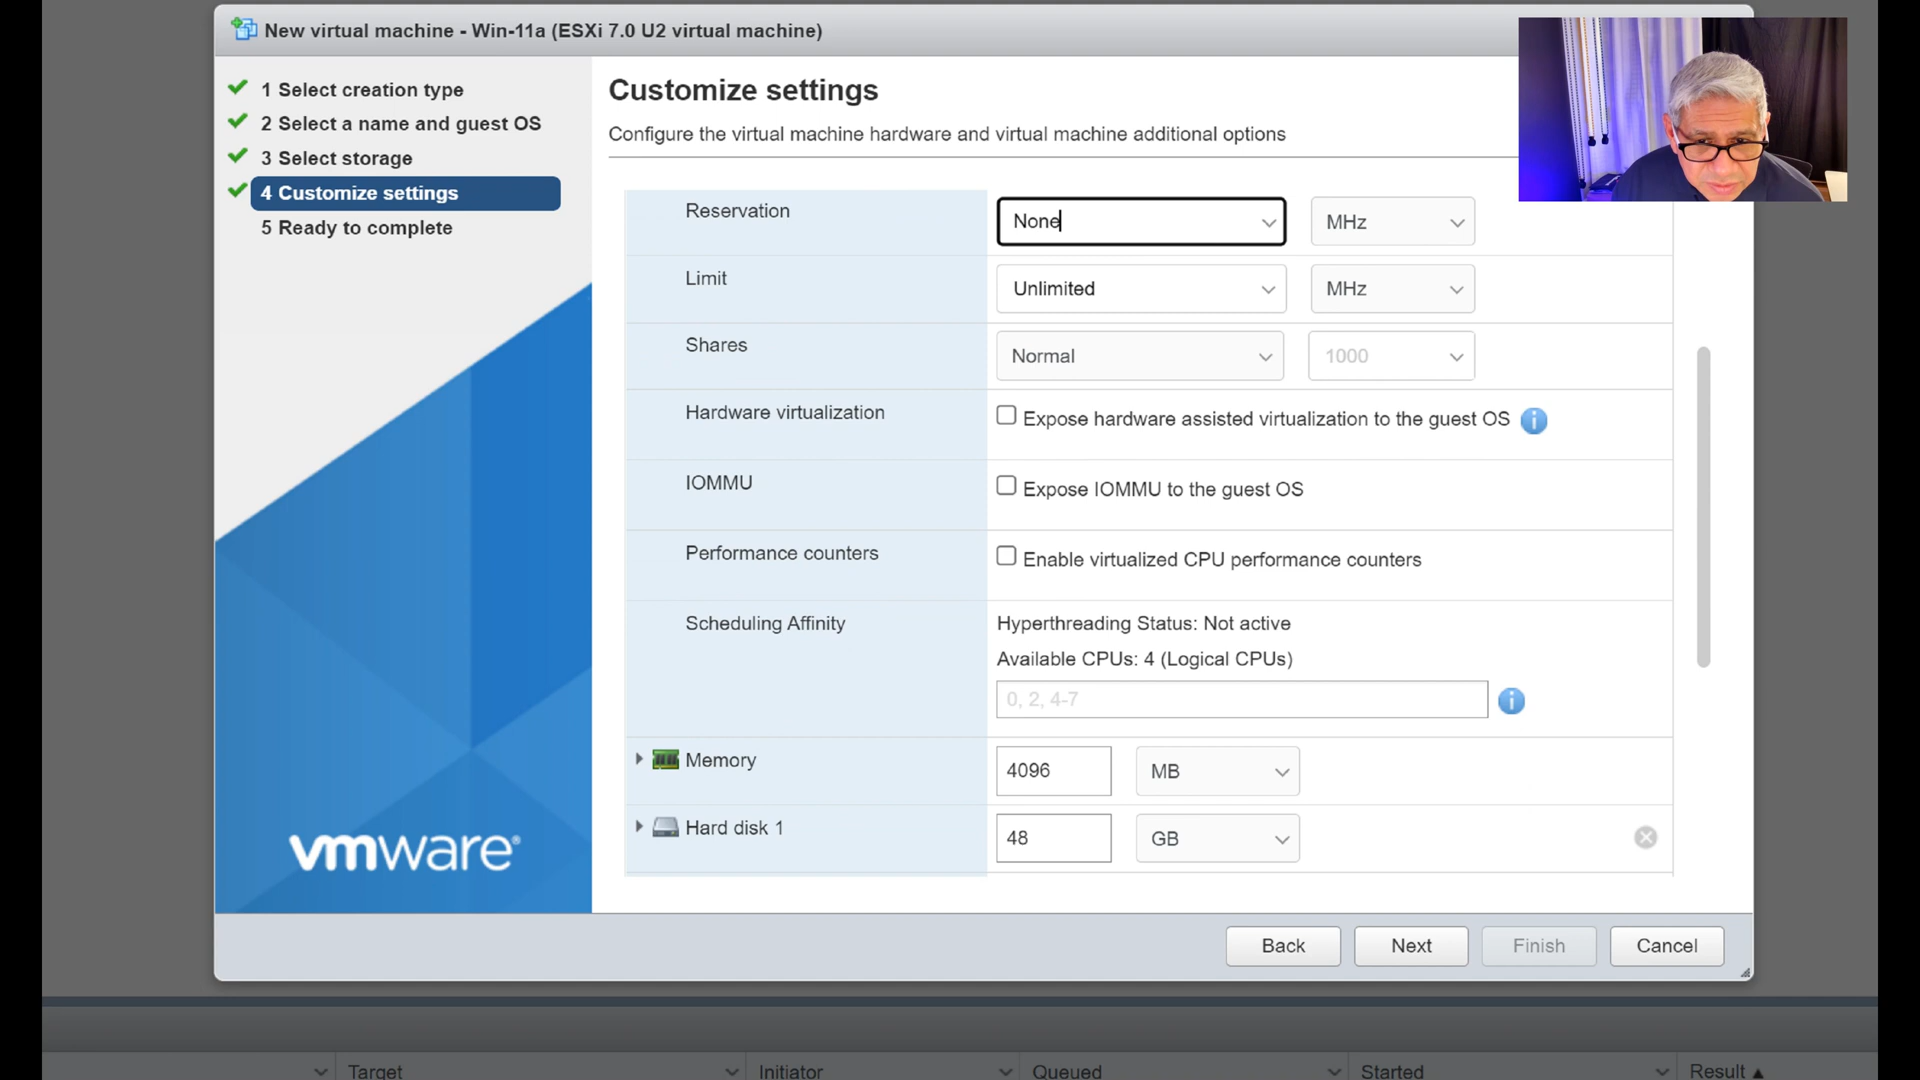 New virtual machine - Win-11a (ESXi 7.0 U2 virtual machine)
1 Select creation type
2 Select a name and guest OS
3 Select storage
4 Customize settings
5 Ready to complete
vmware®
Customize settings
Configure the virtual machine hardware and virtual machine additional options
Reservation None MHz
Limit Unlimited MHz
Shares Normal 1000
Hardware virtualization Expose hardware assisted virtualization to the guest OS i
IOMMU Expose IOMMU to the guest OS
Performance counters Enable virtualized CPU performance counters
Scheduling Affinity Hyperthreading Status: Not active
Available CPUs: 4 (Logical CPUs)
0, 2, 4-7 i
Memory 4096 MB
Hard disk 1 48 GB
Back Next Finish Cancel
Target Initiator Queued Started Result ▲